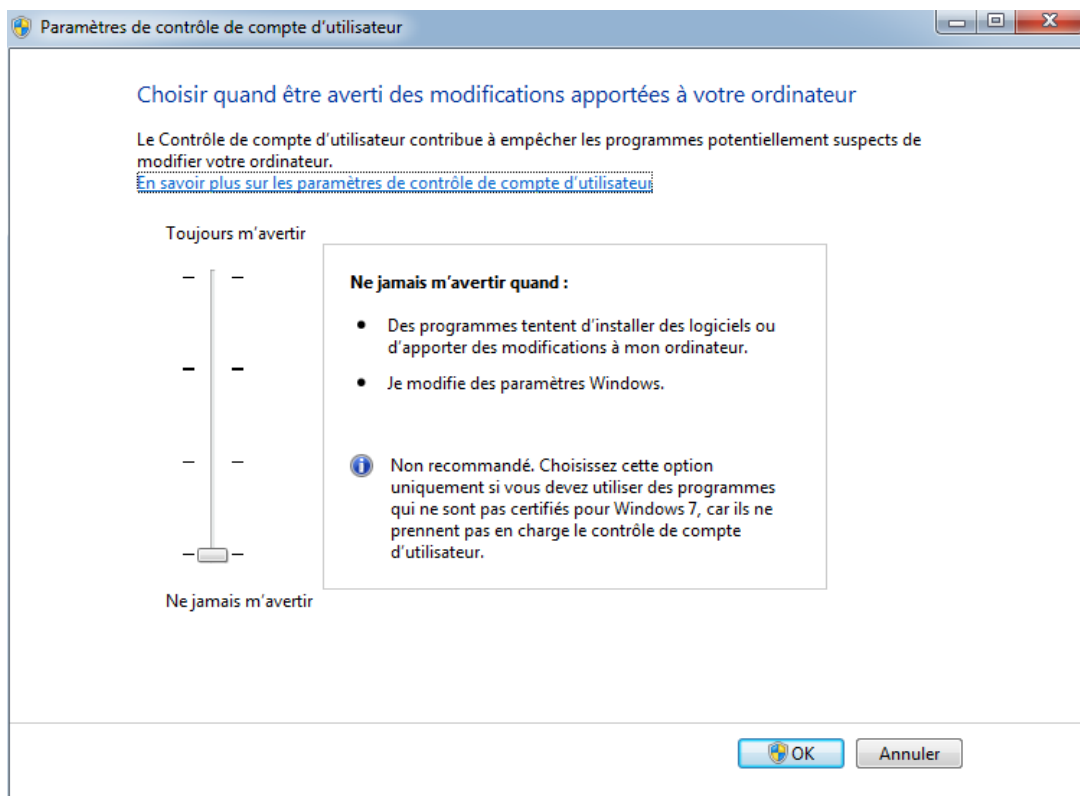 Paramètres de contrôle de compte d'utilisateur
Choisir quand être averti des modifications apportées à votre ordinateur
Le Contrôle de compte d'utilisateur contribue à empêcher les programmes potentiellement suspects de
modifier votre ordinateur.
En savoir plus sur les paramètres de contrôle de compte d'utilisateur
Toujours m'avertir
Ne jamais m'avertir quand :
• Des programmes tentent d'installer des logiciels ou
d'apporter des modifications à mon ordinateur.
• Je modifie des paramètres Windows.
Non recommandé. Choisissez cette option
uniquement si vous devez utiliser des programmes
qui ne sont pas certifiés pour Windows 7, car ils ne
prennent pas en charge le contrôle de compte
d'utilisateur.
Ne jamais m'avertir
OK
Annuler